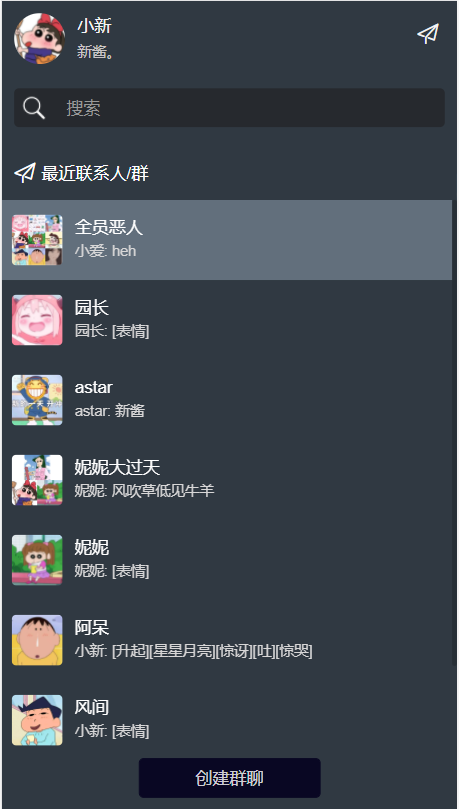 小新
新酱。
搜索
最近联系人/群
全员恶人
小爱: heh
园长
园长: [表情]
astar
astar: 新酱
妮妮大过天
妮妮: 风吹草低见牛羊
妮妮
妮妮: [表情]
阿呆
小新: [升起][星星月亮][惊讶][吐][惊哭]
风间
小新: [表情]
创建群聊